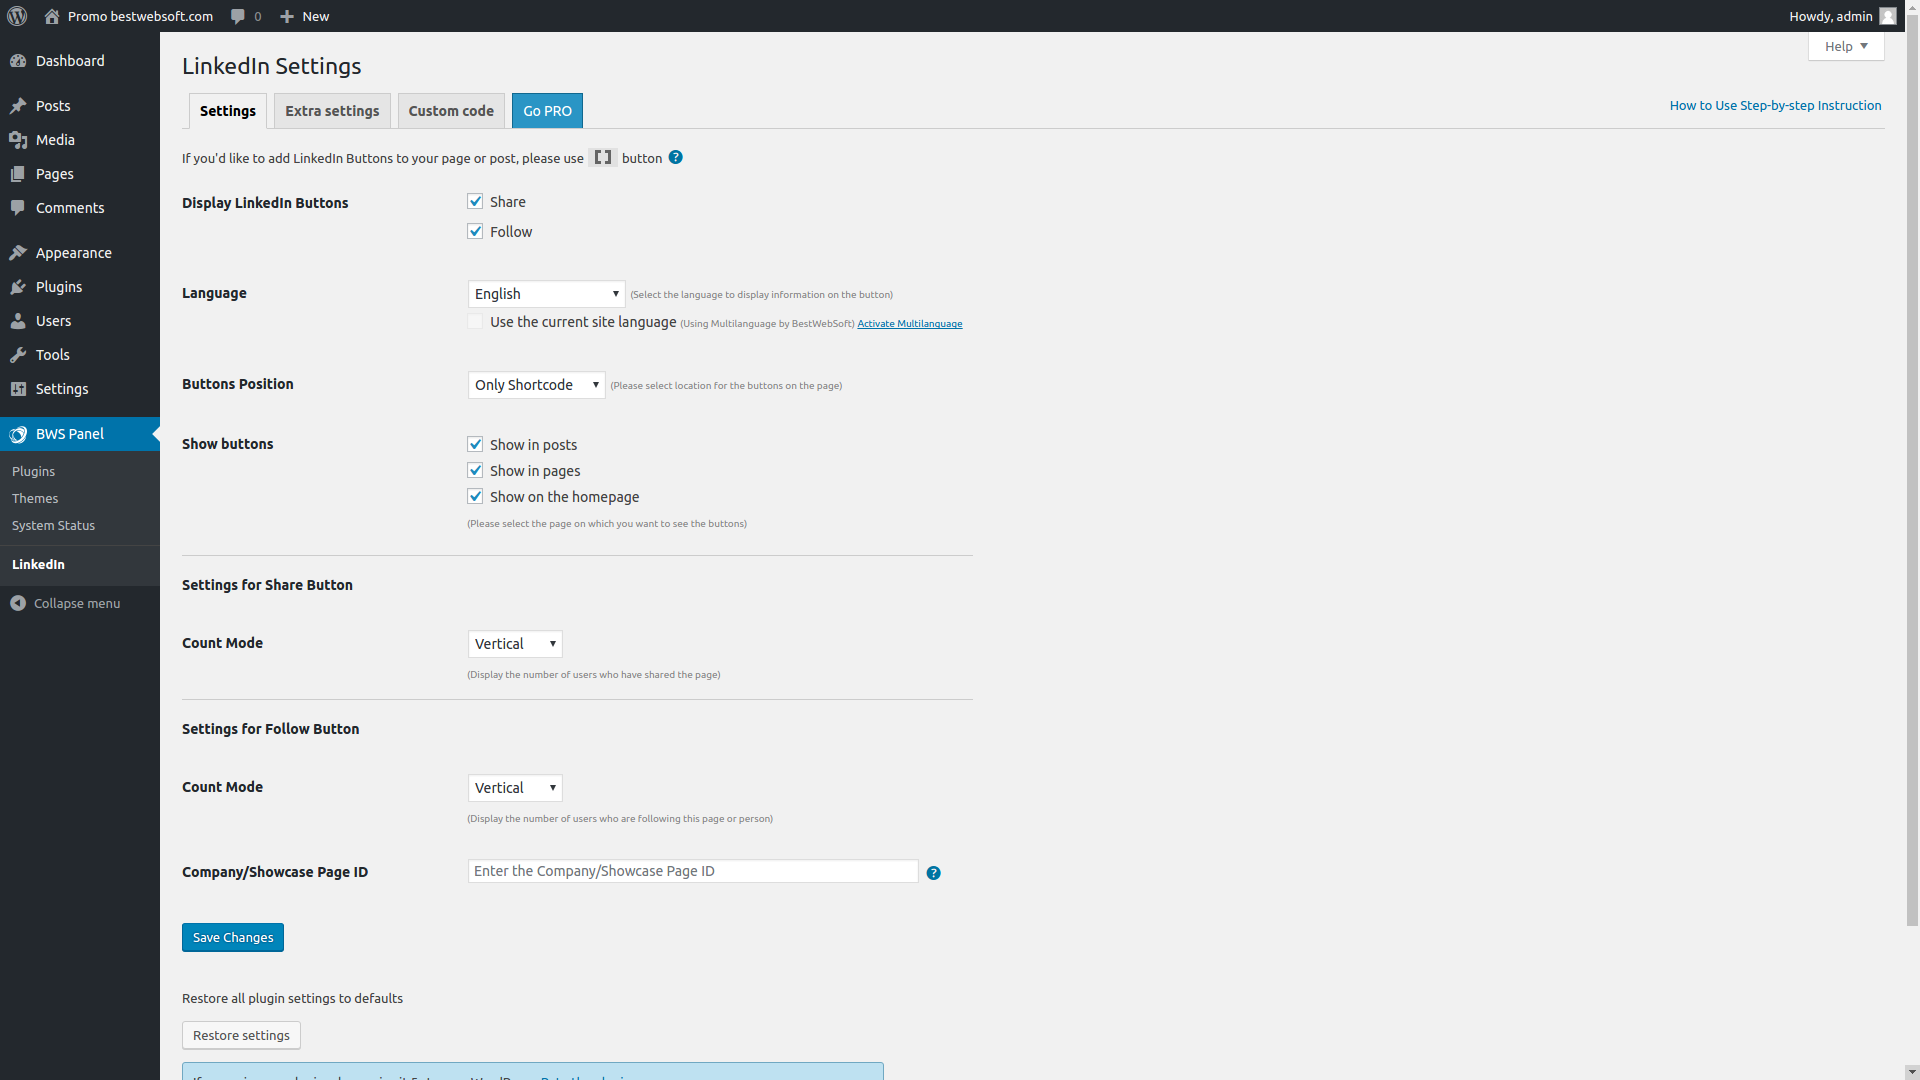 Promo bestwebsoft.com 0 New Howdy, admin
Help
Dashboard
Posts
Media
Pages
Comments
Appearance
Plugins
Users
Tools
Settings
BWS Panel
Plugins
Themes
System Status
LinkedIn
Collapse menu
LinkedIn Settings
Settings Extra settings Custom code Go PRO
How to Use Step-by-step Instruction
If you'd like to add LinkedIn Buttons to your page or post, please use [] button ?
Display LinkedIn Buttons
Share
Follow
Language
English (Select the language to display information on the button)
Use the current site language (Using Multilanguage by BestWebSoft) Activate Multilanguage
Buttons Position
Only Shortcode (Please select location for the buttons on the page)
Show buttons
Show in posts
Show in pages
Show on the homepage
(Please select the page on which you want to see the buttons)
Settings for Share Button
Count Mode
Vertical
(Display the number of users who have shared the page)
Settings for Follow Button
Count Mode
Vertical
(Display the number of users who are following this page or person)
Company/Showcase Page ID
Enter the Company/Showcase Page ID ?
Save Changes
Restore all plugin settings to defaults
Restore settings